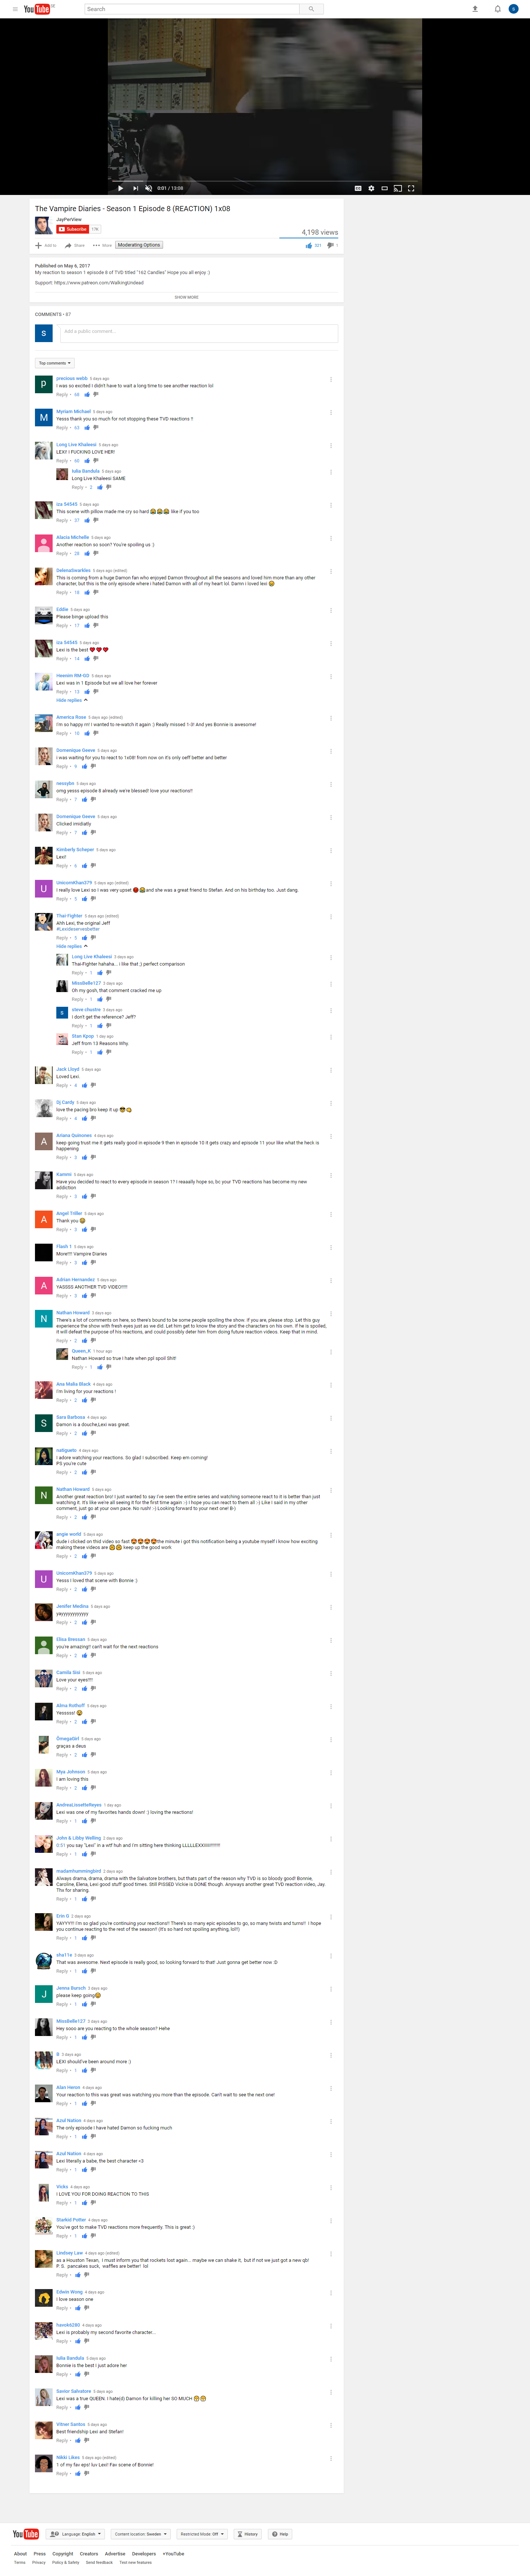 YouTube SE
Search
0:01 / 13:08
The Vampire Diaries - Season 1 Episode 8 (REACTION) 1x08
JayPerView
Subscribe 17K
4,198 views
Add to Share More Moderating Options
321 1
Published on May 6, 2017
My reaction to season 1 episode 8 of TVD titled "162 Candles" Hope you all enjoy :)
Support: https://www.patreon.com/WalkingUndead
SHOW MORE
COMMENTS • 87
Add a public comment...
Top comments
precious webb 5 days ago
I was so excited I didn't have to wait a long time to see another reaction lol
Reply • 68
Myriam Michael 5 days ago
Yesss thank you so much for not stopping these TVD reactions !!
Reply • 63
Long Live Khaleesi 5 days ago
LEXI! I FUCKING LOVE HER!
Reply • 60
Iulia Bandula 5 days ago
Long Live Khaleesi SAME
Reply • 2
Iza 54545 5 days ago
This scene with pillow made me cry so hard 😭😭😭 like if you too
Reply • 37
Alacia Michelle 5 days ago
Another reaction so soon? You're spoiling us :)
Reply • 28
DelenaSwarkles 5 days ago (edited)
This is coming from a huge Damon fan who enjoyed Damon throughout all the seasons and loved him more than any other
character, but this is the only episode where I hated Damon with all of my heart lol. Damn i loved lexi 😭
Reply • 18
Eddie 5 days ago
Please binge upload this
Reply • 17
Iza 54545 5 days ago
Lexi is the best ❤❤❤
Reply • 14
Heeelim RM-GD 5 days ago
Lexi was in 1 Episode but we all love her forever
Reply • 13
Hide replies
America Rose 5 days ago (edited)
I'm so happy rn! I wanted to re-watch it again :) Really missed 1-3! And yes Bonnie is awesome!
Reply • 10
Domenique Geeve 5 days ago
i was waiting for you to react to 1x08! from now on it's only oeff better and better
Reply • 9
nessybii 5 days ago
omg yesss episode 8 already we're blessed! love your reactions!!
Reply • 7
Domenique Geeve 5 days ago
Clicked imidiatly
Reply • 7
Kimberly Scheper 5 days ago
Lexi!
Reply • 6
UnicornKhan379 5 days ago (edited)
I really love Lexi so I was very upset 😡😭and she was a great friend to Stefan. And on his birthday too. Just dang.
Reply • 5
Thai-Fighter 5 days ago (edited)
Ahh Lexi, the original Jeff
#Lexideservesbetter
Reply • 5
Hide replies
Long Live Khaleesi 3 days ago
Thai-Fighter hahaha... i like that ;) perfect comparison
Reply • 1
MissBelle127 3 days ago
Oh my gosh, that comment cracked me up
Reply • 1
steve shustre 3 days ago
I don't get the reference? Jeff?
Reply • 1
Stan Kpop 1 day ago
Jeff from 13 Reasons Why.
Reply • 1
Jack Lloyd 5 days ago
Loved Lexi.
Reply • 4
Dj Cardy 5 days ago
love the pacing bro keep it up 😎😋
Reply • 4
Ariana Quinones 4 days ago
keep going trust me it gets really good in episode 9 then in episode 10 it gets crazy and episode 11 your like what the heck is
happening
Reply • 3
Kammii 5 days ago
Have you decided to react to every episode in season 1? I reaaally hope so, bc your TVD reactions has become my new
addiction
Reply • 3
Angel Triller 5 days ago
Thank you 😂
Reply • 3
Flash 1 5 days ago
More!!!! Vampire Diaries
Reply • 3
Adrian Hernandez 5 days ago
YASSSS ANOTHER TVD VIDEO!!!!!
Reply • 3
Nathan Howard 3 days ago
There's a lot of comments on here, so there's bound to be some people spoiling the show. If you are, please stop. Let this guy
experience the show with fresh eyes just as we did. Let him get to know the story and the characters on his own. If he is spoiled,
it will defeat the purpose of his reactions, and could possibly deter him from doing future reaction videos. Keep that in mind.
Reply • 2
Queen_K 1 hour ago
Nathan Howard so true I hate when ppl spoil Shit!
Reply • 1
Ana Malia Black 4 days ago
I'm living for your reactions !
Reply • 2
Sara Barbosa 4 days ago
Damon is a douche,Lexi was great.
Reply • 2
natigueto 4 days ago
I adore watching your reactions. So glad I subscribed. Keep em coming!
PS you're cute
Reply • 2
Nathan Howard 5 days ago
Another great reaction bro! I just wanted to say I've seen the entire series and watching someone react to it is better than just
watching it. It's like we're all seeing it for the first time again :-) I hope you can react to them all :-) Like I said in my other
comment, just go at your own pace. No rush! :-) Looking forward to your next one! B-)
Reply • 2
angie world 5 days ago
dude i clicked on thid video so fast 😍😍😍😍the minute i got this notification being a youtube myself i know how exciting
making these videos are 😊😊 keep up the good work
Reply • 2
UnicornKhan379 5 days ago
Yesss I loved that scene with Bonnie :)
Reply • 2
Jenifer Medina 5 days ago
yayyyyyyyyyyy
Reply • 2
Elisa Bressan 5 days ago
you're amazing!! can't wait for the next reactions
Reply • 2
Camila Sisi 5 days ago
Love your eyes!!!!
Reply • 2
Alma Rothoff 5 days ago
Yesssss! 😂
Reply • 2
ÔmegaGirl 5 days ago
graças a deus
Reply • 2
Mya Johnson 5 days ago
I am loving this
Reply • 2
AndreaLissetteReyes 1 day ago
Lexi was one of my favorites hands down! :) loving the reactions!
Reply • 1
John & Libby Welling 2 days ago
0:51 you say "Lexi" in a wtf huh and i'm sitting here thinking LLLLLEXXIIIII!!!!!!!!
Reply • 1
madamhummingbird 2 days ago
Always drama, drama, drama with the Salvatore brothers, but thats part of the reason why TVD is so bloody good! Bonnie,
Caroline, Elena, Lexi good stuff good times. Still PISSED Vickie is DONE though. Anyways another great TVD reaction video, Jay.
Thx for sharing.
Reply • 1
Erin G 2 days ago
YAYYY!!! I'm so glad you're continuing your reactions!! There's so many epic episodes to go, so many twists and turns!! I hope
you continue reacting to the rest of the season!! (it's so hard not spoiling anything, lol!!)
Reply • 1
sha11e 3 days ago
That was awesome. Next episode is really good, so looking forward to that! Just gonna get better now :D
Reply • 1
Jenna Barsch 3 days ago
please keep going😂
Reply • 1
MissBelle127 3 days ago
Hey sooo are you reacting to the whole season? Hehe
Reply • 1
B 3 days ago
LEXI should've been around more :)
Reply • 1
Alan Heron 4 days ago
Your reaction to this was great was watching you more than the episode. Can't wait to see the next one!
Reply • 1
Azul Nation 4 days ago
The only episode I have hated Damon so fucking much
Reply • 1
Azul Nation 4 days ago
Lexi literally a babe, the best character <3
Reply • 1
Vicks 4 days ago
I LOVE YOU FOR DOING REACTION TO THIS
Reply • 1
Starkid Potter 4 days ago
You've got to make TVD reactions more frequently. This is great :)
Reply • 1
Lindsey Law 4 days ago (edited)
as a Houston Texan, I must inform you that rockets lost again... maybe we can shake it, but if not we just got a new qb!
P. S. pancakes suck, waffles are better! lol
Reply •
Edwin Wong 4 days ago
I love season one
Reply •
hasnbb280 4 days ago
Lexi is probably my second favorite character...
Reply •
Iulia Bandula 5 days ago
Bonnie is the best I just adore her
Reply •
Savior Salvatore 5 days ago
Lexi was a true QUEEN. I hate(d) Damon for killing her SO MUCH 😤😤
Reply •
Vitner Santos 5 days ago
Best friendship Lexi and Stefan!
Reply •
Nikki Likes 5 days ago (edited)
1 of my fav eps! luv Lexi! Fav scene of Bonnie!
Reply •
YouTube Language: English Content location: Sweden Restricted Mode: Off History Help
About Press Copyright Creators Advertise Developers +YouTube
Terms Privacy Policy & Safety Send feedback Test new features